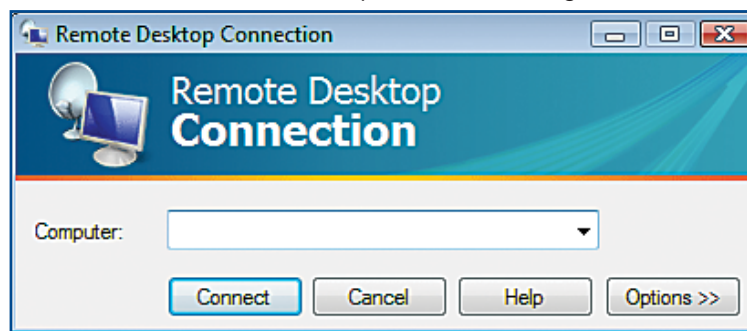 Remote Desktop Connection
Remote Desktop
Connection
Computer:
Connect Cancel Help Options >>